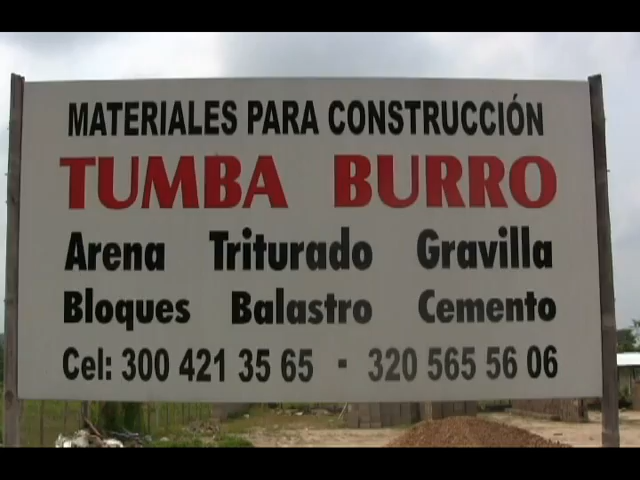 MATERIALES PARA CONSTRUCCIÓN
TUMBA BURRO
Arena Triturado Gravilla
Bloques Balastro Cemento
Cel: 300 421 35 65 - 320 565 56 06